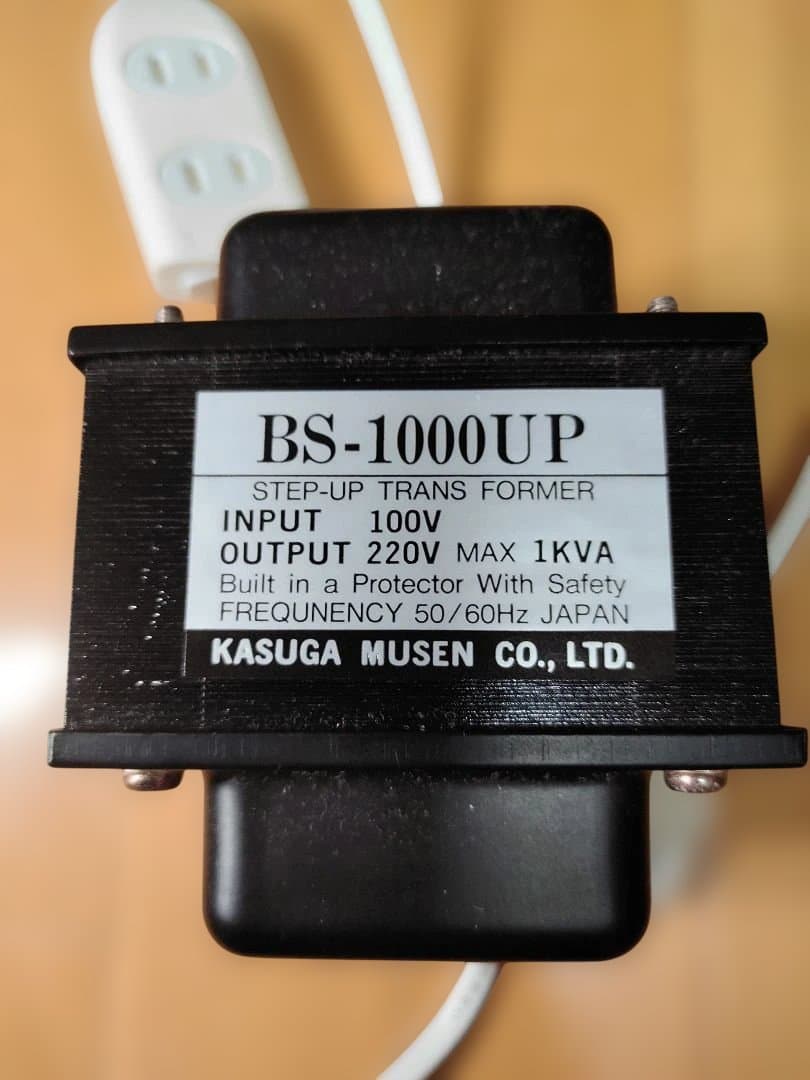 BS-1000UP
STEP-UP TRANS FORMER
INPUT 100V
OUTPUT 220V MAX 1KVA
Built in a Protector With Safety
FREQUNENCY 50/60Hz JAPAN
KASUGA MUSEN CO., LTD.